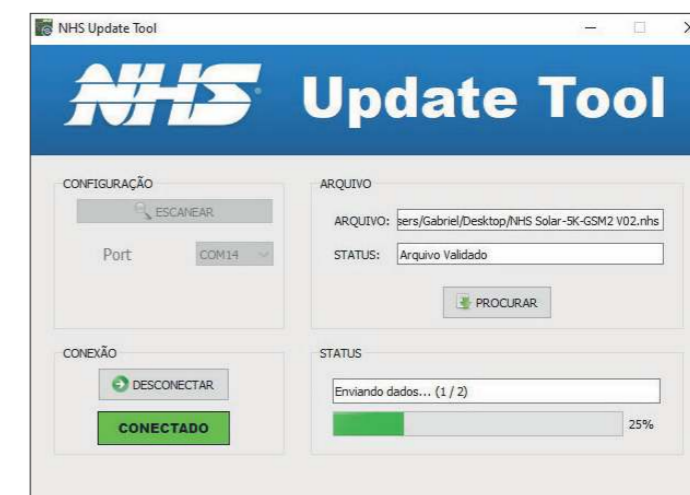 NHS Update Tool
NHS Update Tool
CONFIGURAÇÃO
ESCANEAR
Port COM14
ARQUIVO
ARQUIVO: sers/Gabriel/Desktop/NHS Solar-5K-GSM2 V02.nhs
STATUS: Arquivo Validado
PROCURAR
CONEXÃO
DESCONECTAR
CONECTADO
STATUS
Enviando dados... (1 / 2)
25%